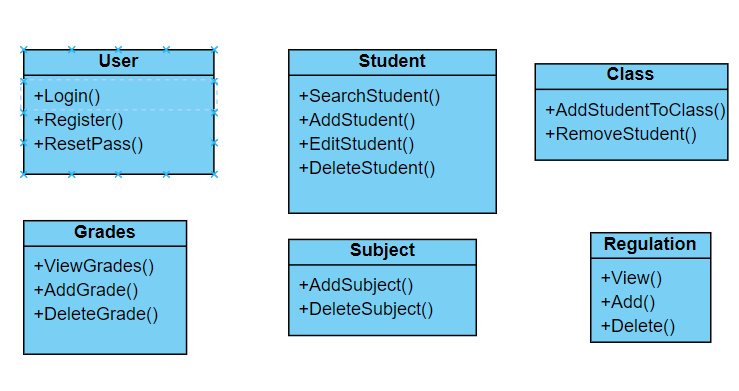 User
+Login()
+Register()
+ResetPass()
Student
+SearchStudent()
+AddStudent()
+EditStudent()
+DeleteStudent()
Class
+AddStudentToClass()
+RemoveStudent()
Grades
+ViewGrades()
+AddGrade()
+DeleteGrade()
Subject
+AddSubject()
+DeleteSubject()
Regulation
+View()
+Add()
+Delete()